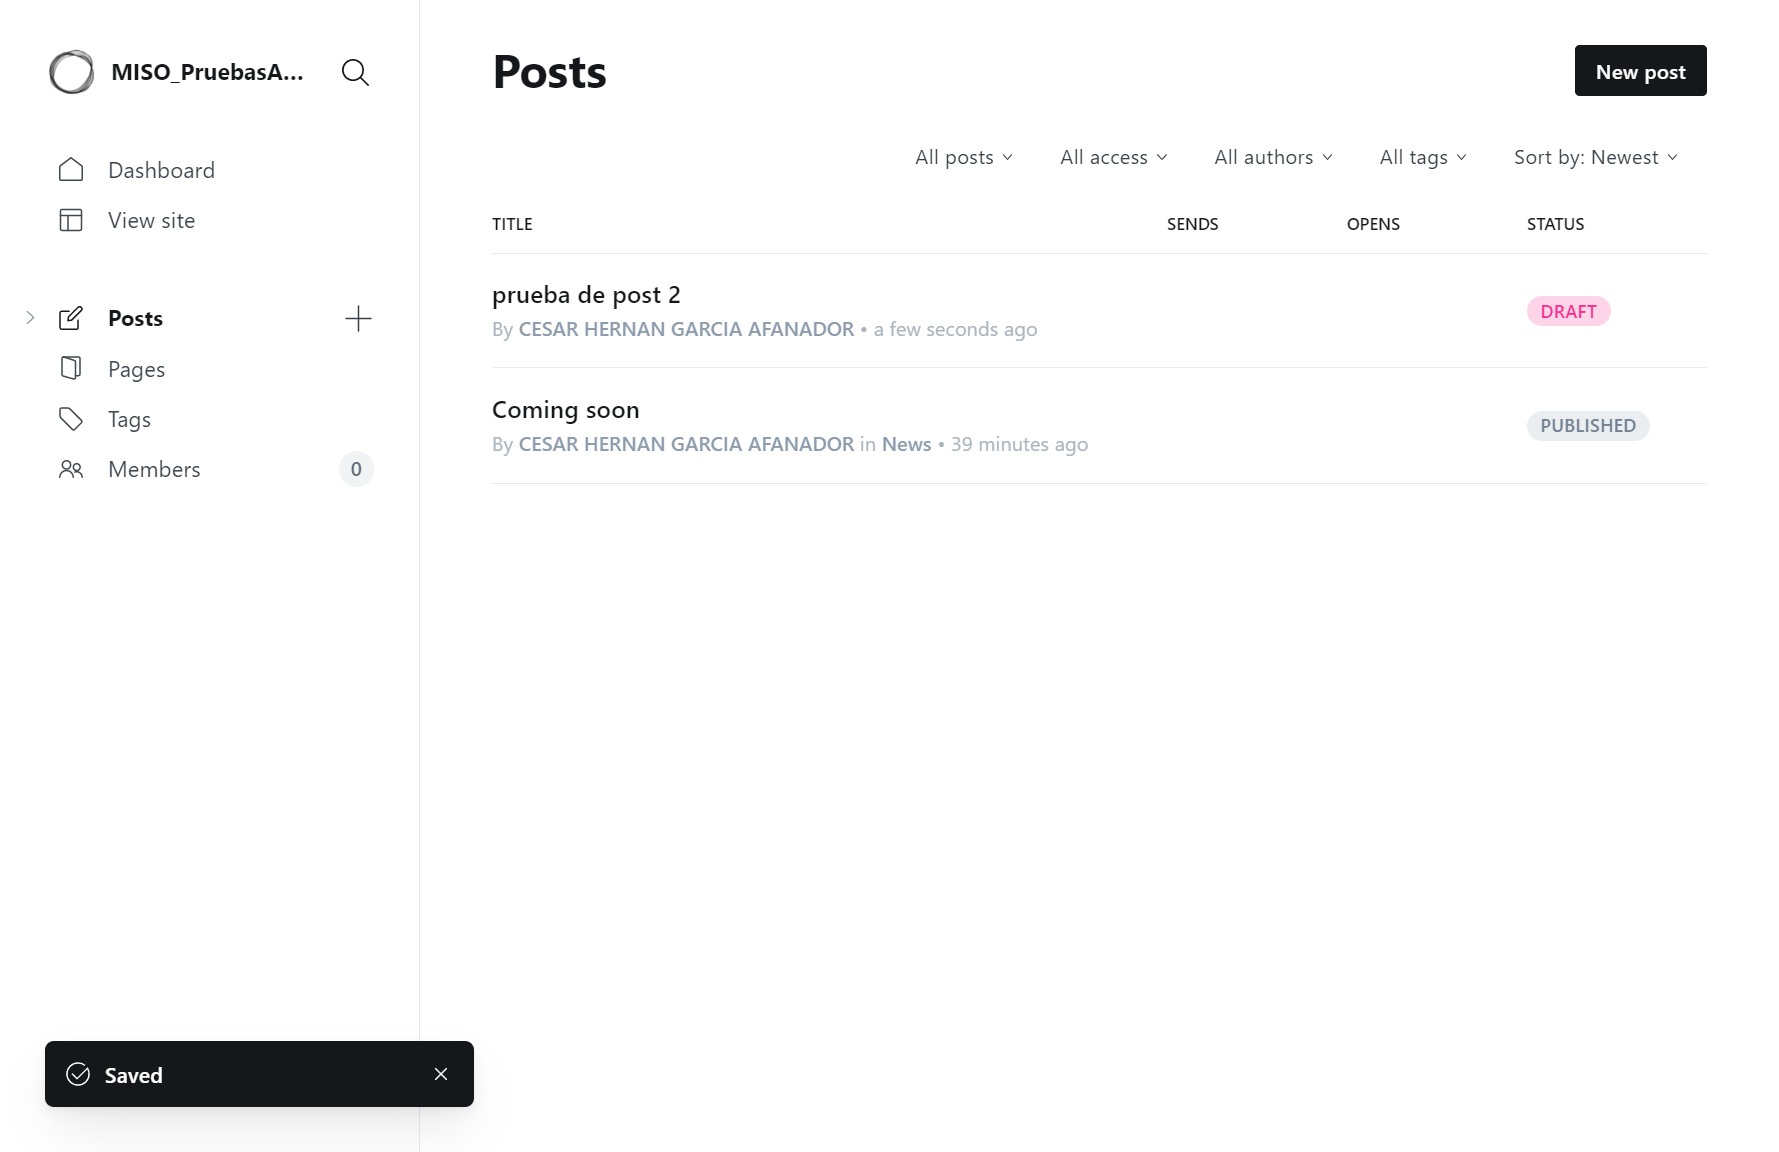 MISO_PruebasA...
Dashboard
View site
Posts
Pages
Tags
Members 0
Saved
Posts
New post
All posts All access All authors All tags Sort by: Newest
TITLE SENDS OPENS STATUS
prueba de post 2
By CESAR HERNAN GARCIA AFANADOR • a few seconds ago
DRAFT
Coming soon
By CESAR HERNAN GARCIA AFANADOR in News • 39 minutes ago
PUBLISHED